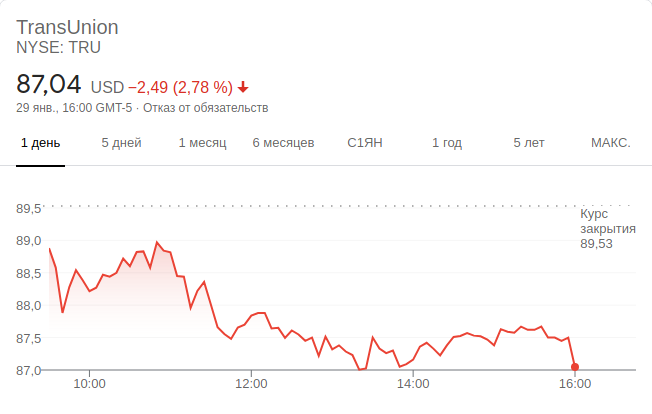 TransUnion
NYSE: TRU
87,04 USD −2,49 (2,78 %)
29 янв., 16:00 GMT-5 · Отказ от обязательств
1 день 5 дней 1 месяц 6 месяцев С1ЯН 1 год 5 лет МАКС.
89,5
Курс
закрытия
89,53
89,0
88,5
88,0
87,5
87,0
10:00 12:00 14:00 16:00